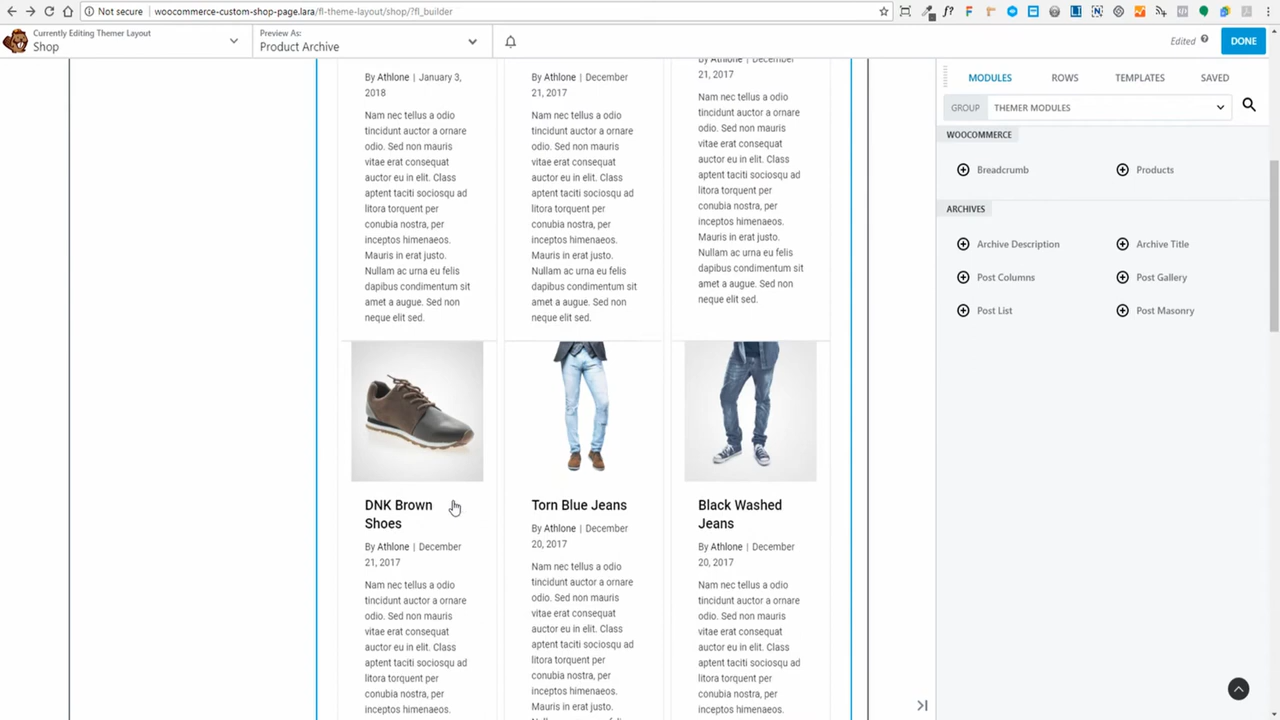 Not secure | woocommerce-custom-shop-page.lara/fl-theme-layout/shop/?fl_builder
Currently Editing Themer Layout
Shop
Preview As:
Product Archive
Edited
DONE
By Athlone | January 3,
2018
Nam nec tellus a odio
tincidunt auctor a ornare
odio. Sed non mauris
vitae erat consequat
auctor eu in elit. Class
aptent taciti sociosqu ad
litora torquent per
conubia nostra, per
inceptos himenaeos.
Mauris in erat justo.
Nullam ac urna eu felis
dapibus condimentum sit
amet a augue. Sed non
neque elit sed.
By Athlone | December
21, 2017
Nam nec tellus a odio
tincidunt auctor a ornare
odio. Sed non mauris
vitae erat consequat
auctor eu in elit. Class
aptent taciti sociosqu ad
litora torquent per
conubia nostra, per
inceptos himenaeos.
Mauris in erat justo.
Nullam ac urna eu felis
dapibus condimentum sit
amet a augue. Sed non
neque elit sed.
By Athlone | December
21, 2017
Nam nec tellus a odio
tincidunt auctor a ornare
odio. Sed non mauris
vitae erat consequat
auctor eu in elit. Class
aptent taciti sociosqu ad
litora torquent per
conubia nostra, per
inceptos himenaeos.
Mauris in erat justo.
Nullam ac urna eu felis
dapibus condimentum sit
amet a augue. Sed non
neque elit sed.
DNK Brown
Shoes
By Athlone | December
21, 2017
Nam nec tellus a odio
tincidunt auctor a ornare
odio. Sed non mauris
vitae erat consequat
auctor eu in elit. Class
aptent taciti sociosqu ad
litora torquent per
conubia nostra, per
inceptos himenaeos.
Torn Blue Jeans
By Athlone | December
20, 2017
Nam nec tellus a odio
tincidunt auctor a ornare
odio. Sed non mauris
vitae erat consequat
auctor eu in elit. Class
aptent taciti sociosqu ad
litora torquent per
conubia nostra, per
inceptos himenaeos.
Mauris in erat justo.
Black Washed
Jeans
By Athlone | December
20, 2017
Nam nec tellus a odio
tincidunt auctor a ornare
odio. Sed non mauris
vitae erat consequat
auctor eu in elit. Class
aptent taciti sociosqu ad
litora torquent per
conubia nostra, per
inceptos himenaeos.
MODULES ROWS TEMPLATES SAVED
GROUP THEMER MODULES
WOOCOMMERCE
Breadcrumb Products
ARCHIVES
Archive Description Archive Title
Post Columns Post Gallery
Post List Post Masonry